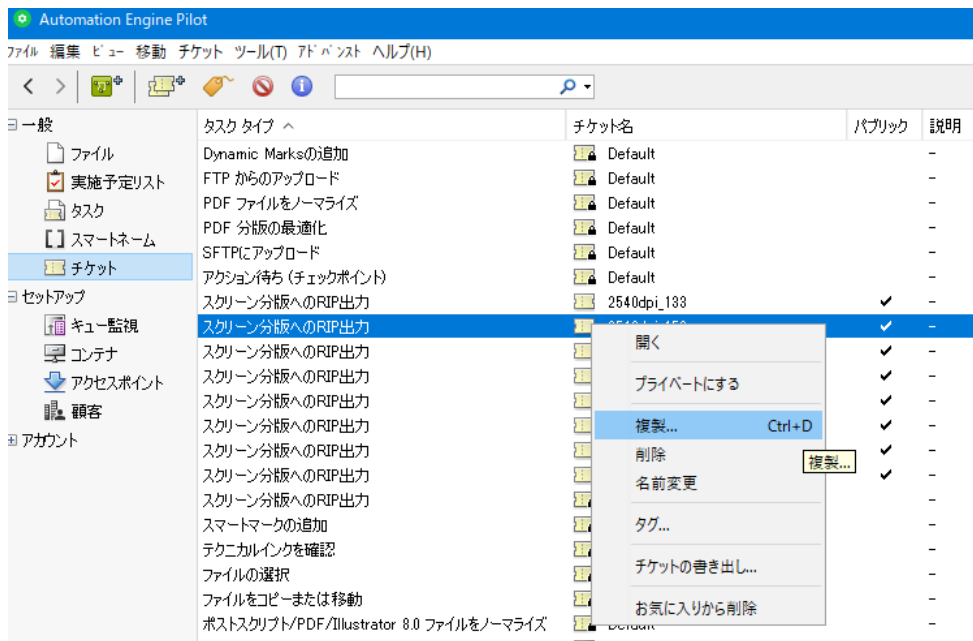 Automation Engine Pilot
ファイル 編集 ビュー 移動 チケット ツール(T) アドバンスト ヘルプ(H)
一般
ファイル
実施予定リスト
タスク
スマートネーム
チケット
セットアップ
キュー監視
コンテナ
アクセスポイント
顧客
アカウント
タスク タイプ チケット名 パブリック 説明
Dynamic Marksの追加 Default –
FTP からのアップロード Default –
PDF ファイルをノーマライズ Default –
PDF 分版の最適化 Default –
SFTPにアップロード Default –
アクション待ち (チェックポイント) Default –
スクリーン分版へのRIP出力 2540dpi_133 ✔ –
スクリーン分版へのRIP出力 ✔ –
スクリーン分版へのRIP出力 ✔ –
スクリーン分版へのRIP出力 ✔ –
スクリーン分版へのRIP出力 ✔ –
スクリーン分版へのRIP出力 ✔ –
スクリーン分版へのRIP出力 ✔ –
スクリーン分版へのRIP出力 ✔ –
スクリーン分版へのRIP出力 –
スマートマークの追加 –
テクニカルインクを確認 –
ファイルの選択 –
ファイルをコピーまたは移動 –
ポストスクリプト/PDF/Illustrator 8.0 ファイルをノーマライズ Default –
開く
プライベートにする
複製... Ctrl+D
削除
複製...
名前変更
タグ...
チケットの書き出し...
お気に入りから削除